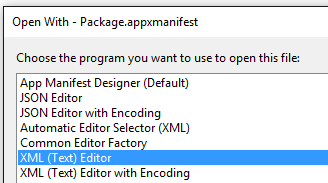 Open With - Package.appxmanifest
Choose the program you want to use to open this file:
App Manifest Designer (Default)
JSON Editor
JSON Editor with Encoding
Automatic Editor Selector (XML)
Common Editor Factory
XML (Text) Editor
XML (Text) Editor with Encoding